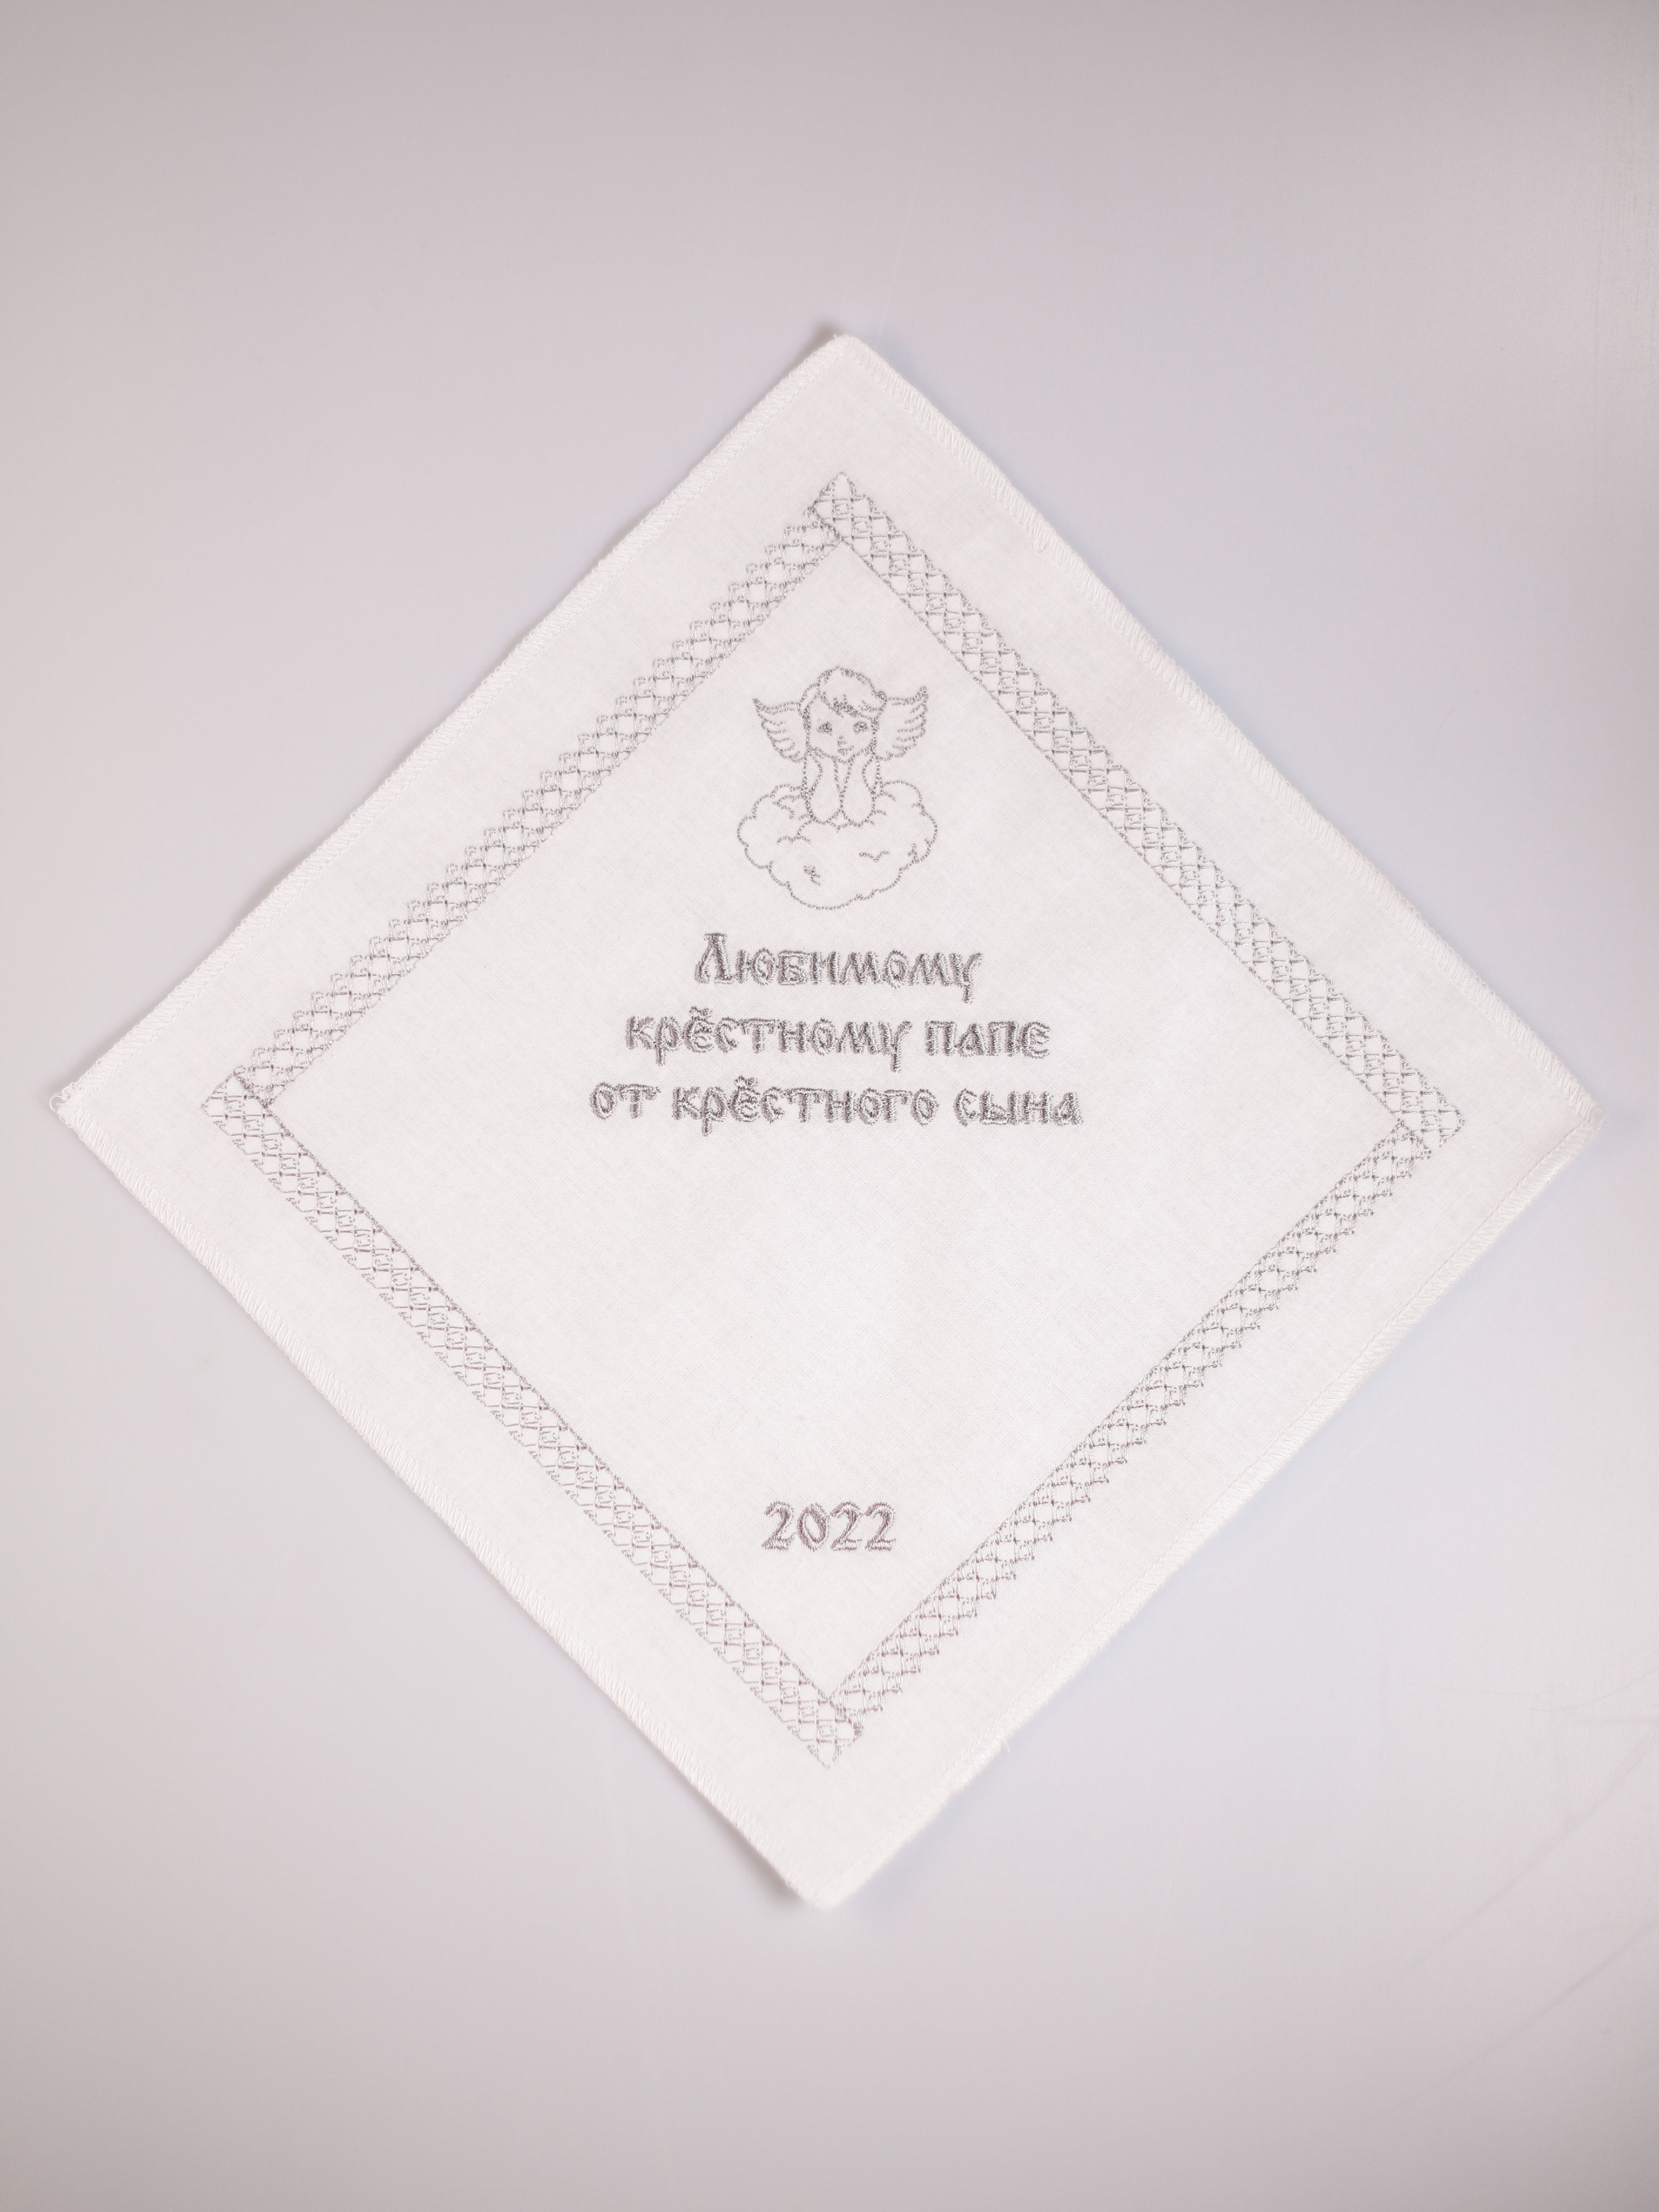 Любимому
крёстному папе
от крёстного сына
2022